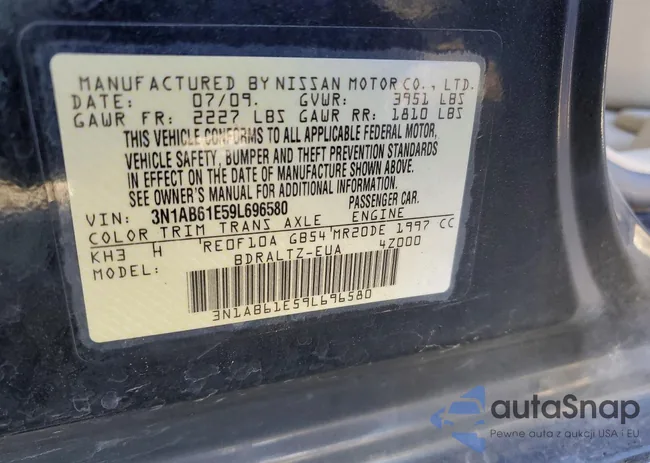 MANUFACTURED BY NISSAN MOTOR CO., LTD.
DATE: 07/09. GVWR: 3951 LBS
GAWR FR: 2227 LBS GAWR RR: 1810 LBS
THIS VEHICLE CONFORMS TO ALL APPLICABLE FEDERAL MOTOR,
VEHICLE SAFETY, BUMPER AND THEFT PREVENTION STANDARDS
IN EFFECT ON THE DATE OF MANUFACTURE SHOWN ABOVE.
SEE OWNER'S MANUAL FOR ADDITIONAL INFORMATION.
VIN: 3N1AB61E59L696580 PASSENGER CAR.
COLOR TRIM TRANS AXLE ENGINE
KH3 H RE0F10A GB54 MR20DE 1997 CC
MODEL: BDRALTZ-EUA 4Z000
3N1AB61E59L696580
autaSnap
Pewne auta z aukcji USA i EU